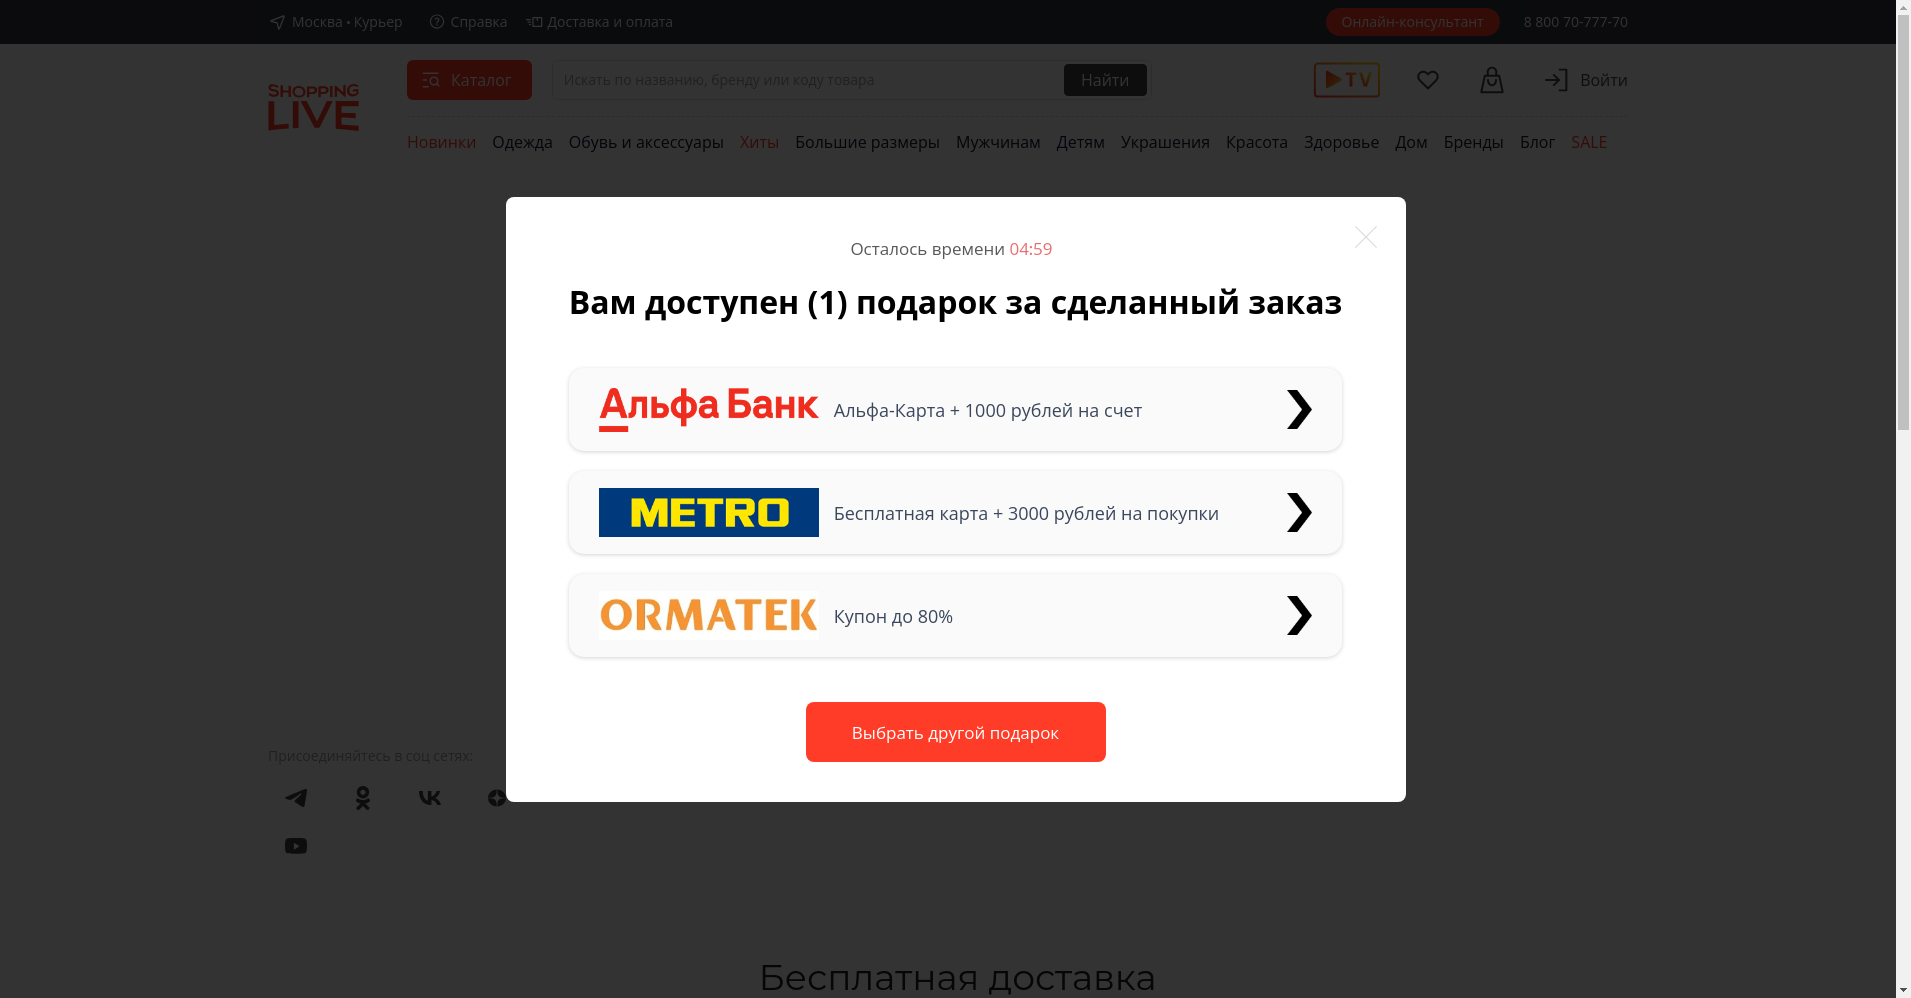 Москва • Курьер
Справка
Доставка и оплата
Онлайн-консультант
8 800 70-777-70
SHOPPING
LIVE
Каталог
Искать по названию, бренду или коду товара
Найти
TV
Войти
Новинки Одежда Обувь и аксессуары Хиты Большие размеры Мужчинам Детям Украшения Красота Здоровье Дом Бренды Блог SALE
Осталось времени 04:59
Вам доступен (1) подарок за сделанный заказ
Альфа Банк
Альфа-Карта + 1000 рублей на счет
METRO
Бесплатная карта + 3000 рублей на покупки
ORMATEK
Купон до 80%
Выбрать другой подарок
Присоединяйтесь в соц сетях:
Бесплатная доставка